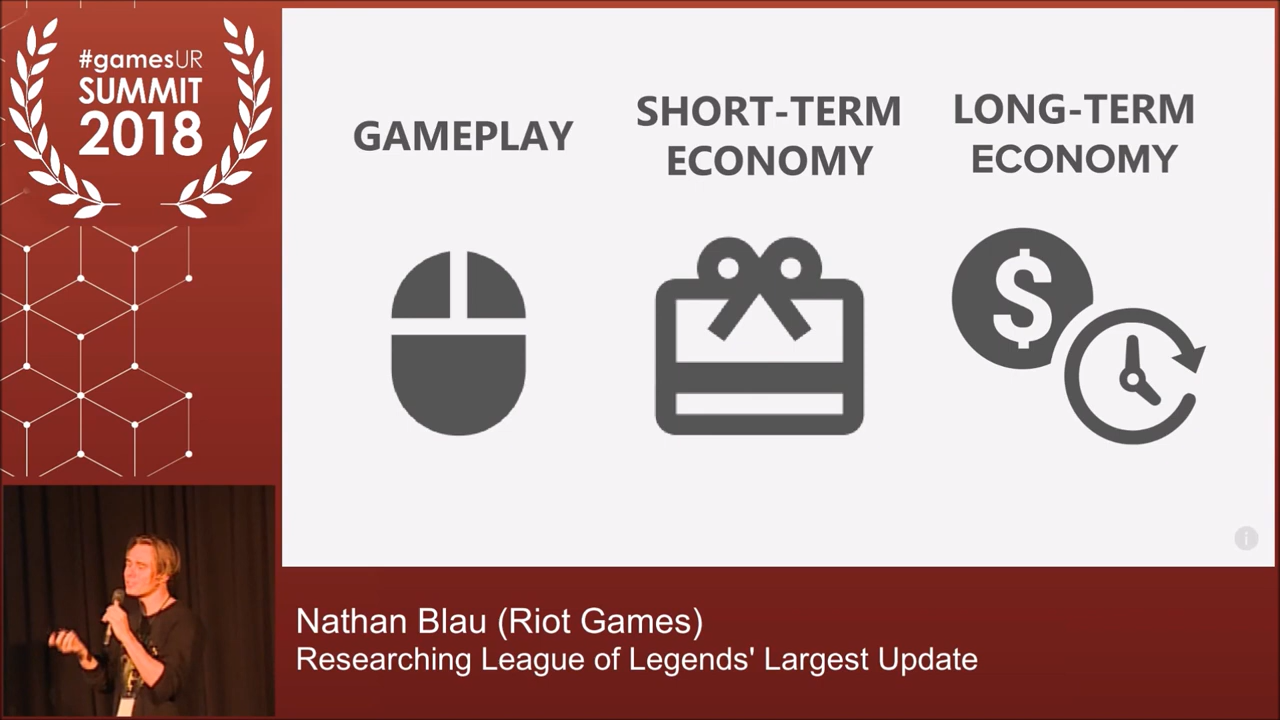 #gamesUR
SUMMIT
2018
GAMEPLAY
SHORT-TERM
ECONOMY
LONG-TERM
ECONOMY
$
i
Nathan Blau (Riot Games)
Researching League of Legends' Largest Update